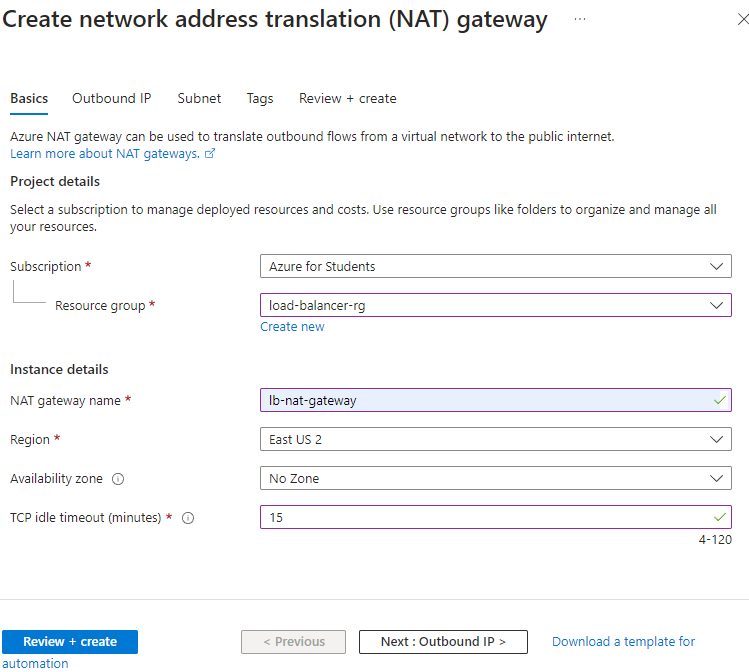 Create network address translation (NAT) gateway ...
Basics Outbound IP Subnet Tags Review + create
Azure NAT gateway can be used to translate outbound flows from a virtual network to the public internet.
Learn more about NAT gateways.
Project details
Select a subscription to manage deployed resources and costs. Use resource groups like folders to organize and manage all
your resources.
Subscription * Azure for Students
Resource group * load-balancer-rg
Create new
Instance details
NAT gateway name * lb-nat-gateway
Region * East US 2
Availability zone No Zone
TCP idle timeout (minutes) * 15
4-120
Review + create < Previous Next : Outbound IP > Download a template for
automation